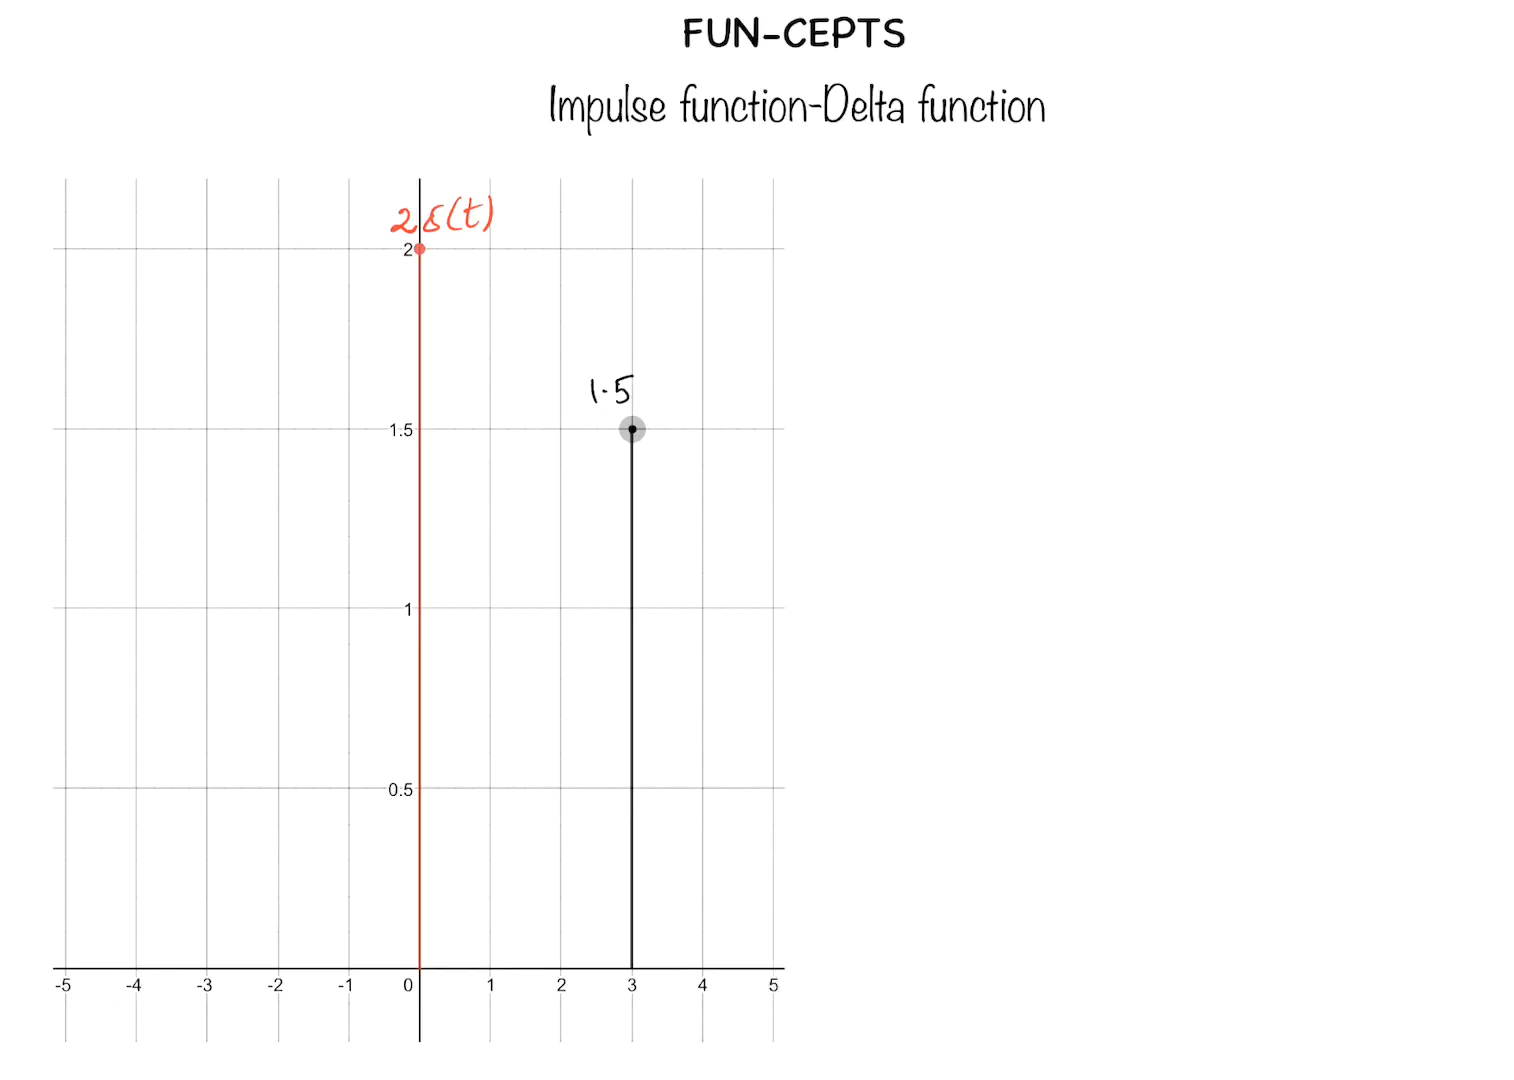 FUN-CEPTS
Impulse function-Delta function
2δ(t)
2
1.5
1.5
1
0.5
-5 -4 -3 -2 -1 0 1 2 3 4 5